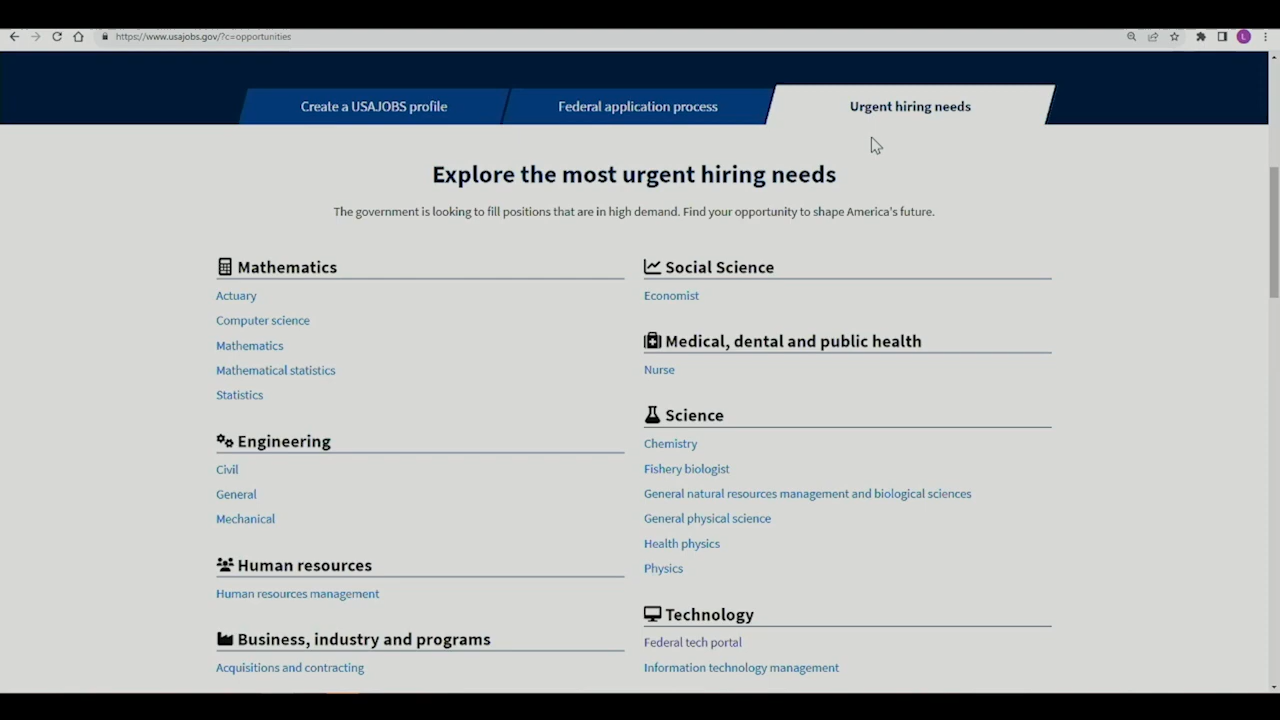 https://www.usajobs.gov/?c=opportunities
L
Create a USAJOBS profile
Federal application process
Urgent hiring needs
Explore the most urgent hiring needs
The government is looking to fill positions that are in high demand. Find your opportunity to shape America's future.
Mathematics
Actuary
Computer science
Mathematics
Mathematical statistics
Statistics
Engineering
Civil
General
Mechanical
Human resources
Human resources management
Business, industry and programs
Acquisitions and contracting
Social Science
Economist
Medical, dental and public health
Nurse
Science
Chemistry
Fishery biologist
General natural resources management and biological sciences
General physical science
Health physics
Physics
Technology
Federal tech portal
Information technology management